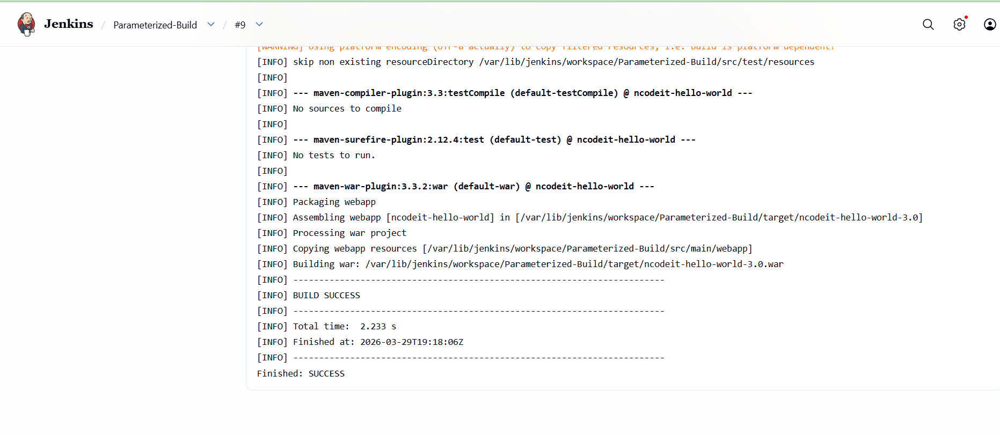 Jenkins / Parameterized-Build / #9
[WARNING] Using platform encoding (UTF-8 actually) to copy filtered resources, i.e. build is platform dependent!
[INFO] skip non existing resourceDirectory /var/lib/jenkins/workspace/Parameterized-Build/src/test/resources
[INFO]
[INFO] --- maven-compiler-plugin:3.3:testCompile (default-testCompile) @ ncodeit-hello-world ---
[INFO] No sources to compile
[INFO]
[INFO] --- maven-surefire-plugin:2.12.4:test (default-test) @ ncodeit-hello-world ---
[INFO] No tests to run.
[INFO]
[INFO] --- maven-war-plugin:3.3.2:war (default-war) @ ncodeit-hello-world ---
[INFO] Packaging webapp
[INFO] Assembling webapp [ncodeit-hello-world] in [/var/lib/jenkins/workspace/Parameterized-Build/target/ncodeit-hello-world-3.0]
[INFO] Processing war project
[INFO] Copying webapp resources [/var/lib/jenkins/workspace/Parameterized-Build/src/main/webapp]
[INFO] Building war: /var/lib/jenkins/workspace/Parameterized-Build/target/ncodeit-hello-world-3.0.war
[INFO] ------------------------------------------------------------------------
[INFO] BUILD SUCCESS
[INFO] ------------------------------------------------------------------------
[INFO] Total time:  2.233 s
[INFO] Finished at: 2026-03-29T19:18:06Z
[INFO] ------------------------------------------------------------------------
Finished: SUCCESS